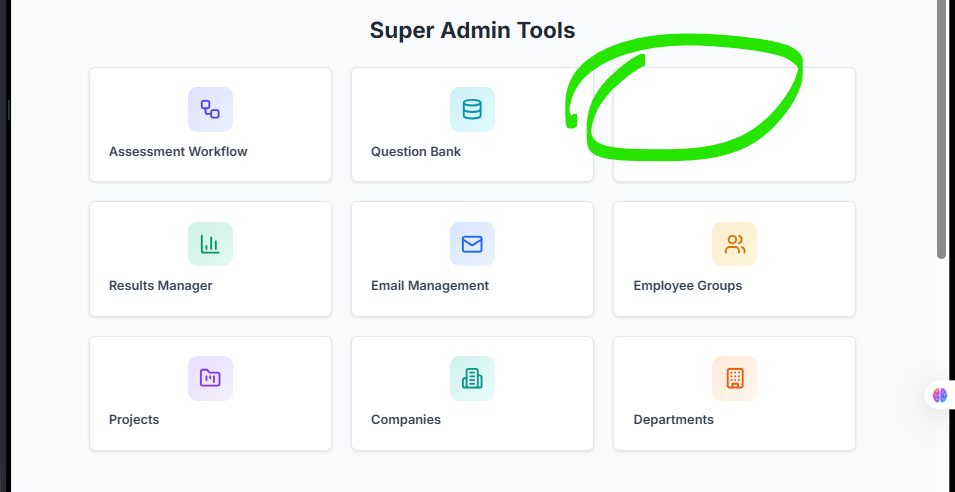 Super Admin Tools
Assessment Workflow
Question Bank
Results Manager
Email Management
Employee Groups
Projects
Companies
Departments